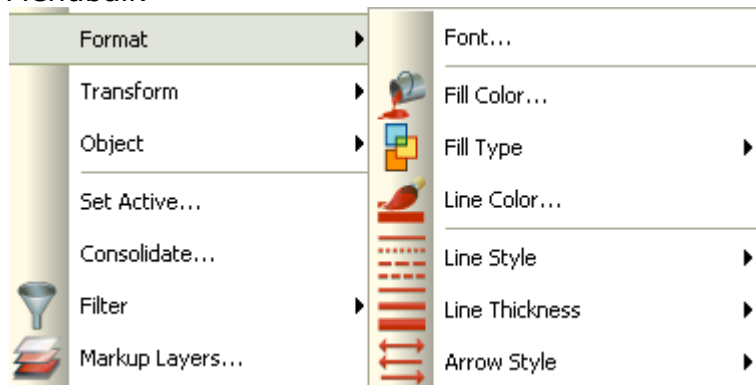 Format
Transform
Object
Set Active...
Consolidate...
Filter
Markup Layers...
Font...
Fill Color...
Fill Type
Line Color...
Line Style
Line Thickness
Arrow Style